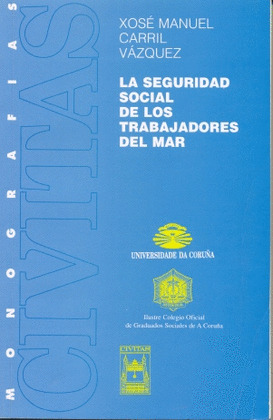 XOSÉ MANUEL
CARRIL
VÁZQUEZ
LA SEGURIDAD
SOCIAL
DE LOS
TRABAJADORES
DEL MAR
UNIVERSIDADE DA CORUÑA
Ilustre Colegio Oficial
de Graduados Sociales de A Coruña
CIVITAS
MONOGRAFIAS
CIVITAS